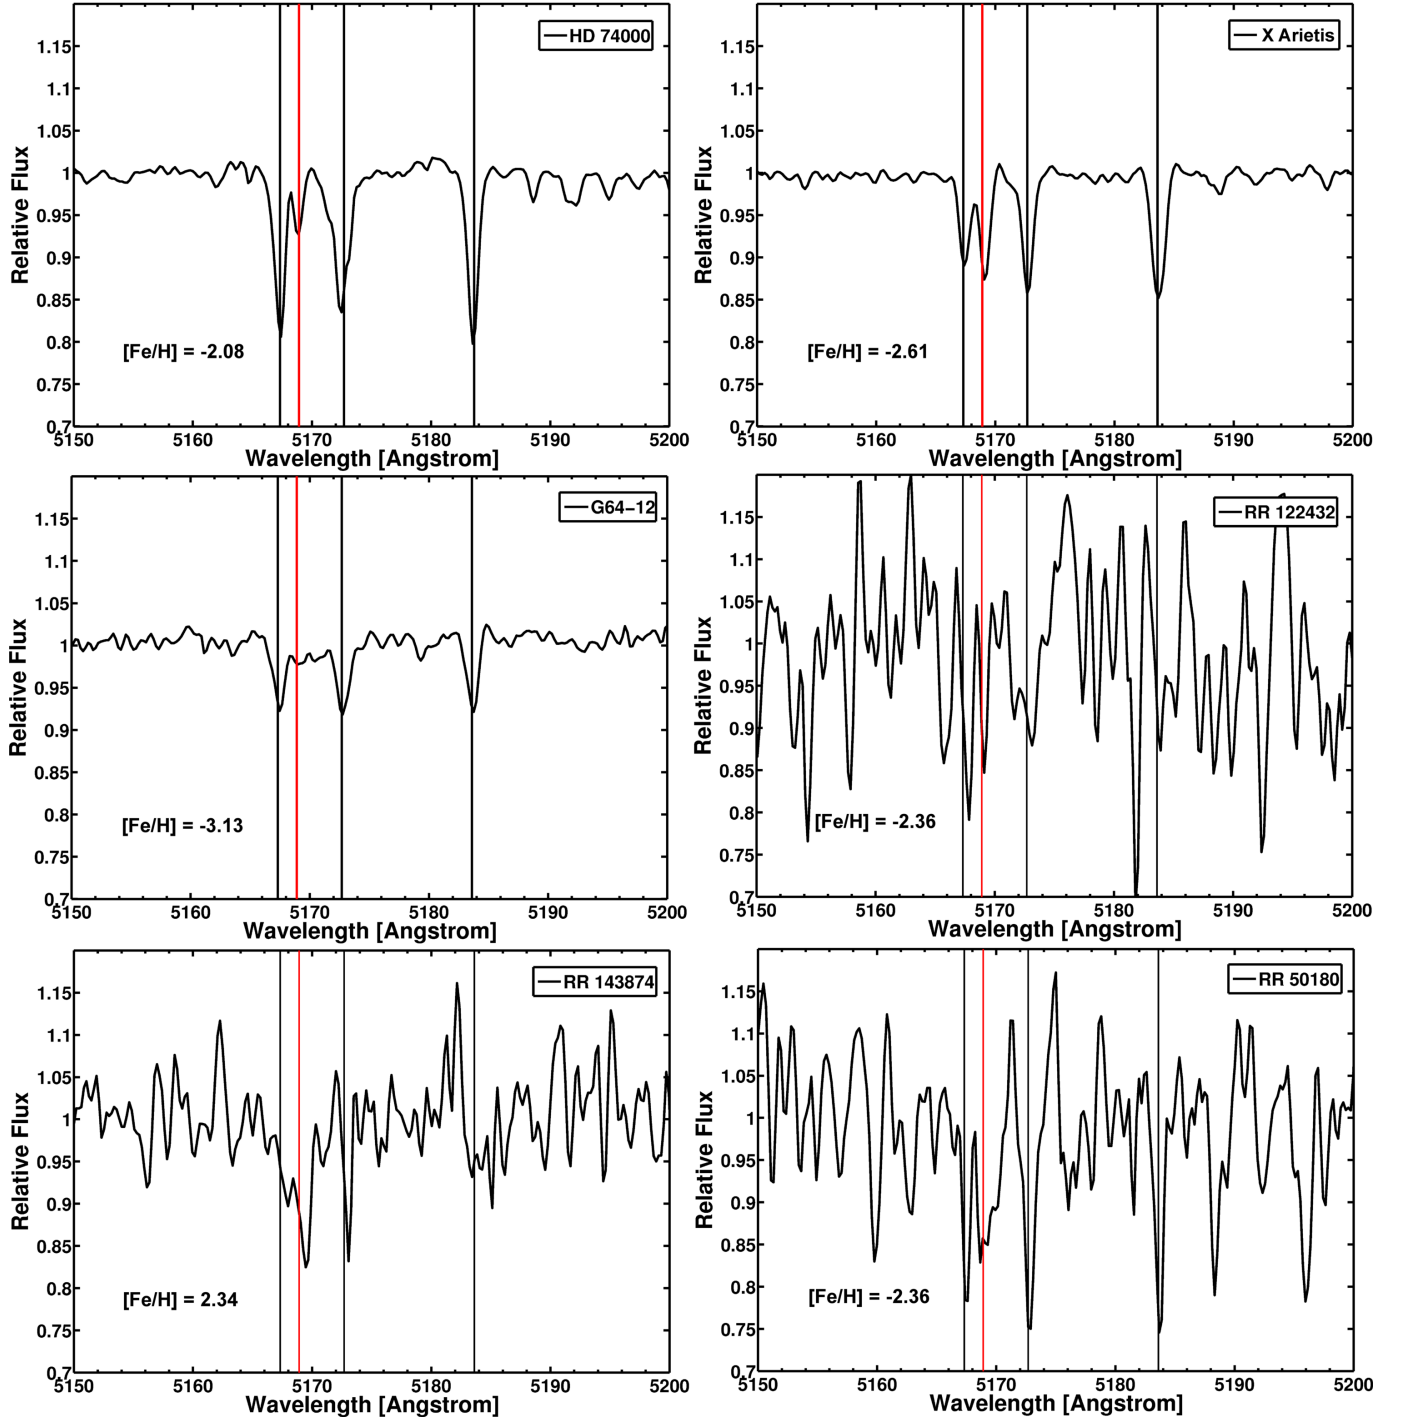 HD 74000
1.15
1.1
1.05
1
0.95
0.9
0.85
0.8
0.75
0.7
Relative Flux
[Fe/H] = -2.08
5150 5160 5170 5180 5190 5200
Wavelength [Angstrom]
X Arietis
1.15
1.1
1.05
1
0.95
0.9
0.85
0.8
0.75
0.7
Relative Flux
[Fe/H] = -2.61
5150 5160 5170 5180 5190 5200
Wavelength [Angstrom]
G64−12
1.15
1.1
1.05
1
0.95
0.9
0.85
0.8
0.75
0.7
Relative Flux
[Fe/H] = -3.13
5150 5160 5170 5180 5190 5200
Wavelength [Angstrom]
RR 122432
1.15
1.1
1.05
1
0.95
0.9
0.85
0.8
0.75
0.7
Relative Flux
[Fe/H] = -2.36
5150 5160 5170 5180 5190 5200
Wavelength [Angstrom]
RR 143874
1.15
1.1
1.05
1
0.95
0.9
0.85
0.8
0.75
0.7
Relative Flux
[Fe/H] = 2.34
5150 5160 5170 5180 5190 5200
Wavelength [Angstrom]
RR 50180
1.15
1.1
1.05
1
0.95
0.9
0.85
0.8
0.75
0.7
Relative Flux
[Fe/H] = -2.36
5150 5160 5170 5180 5190 5200
Wavelength [Angstrom]